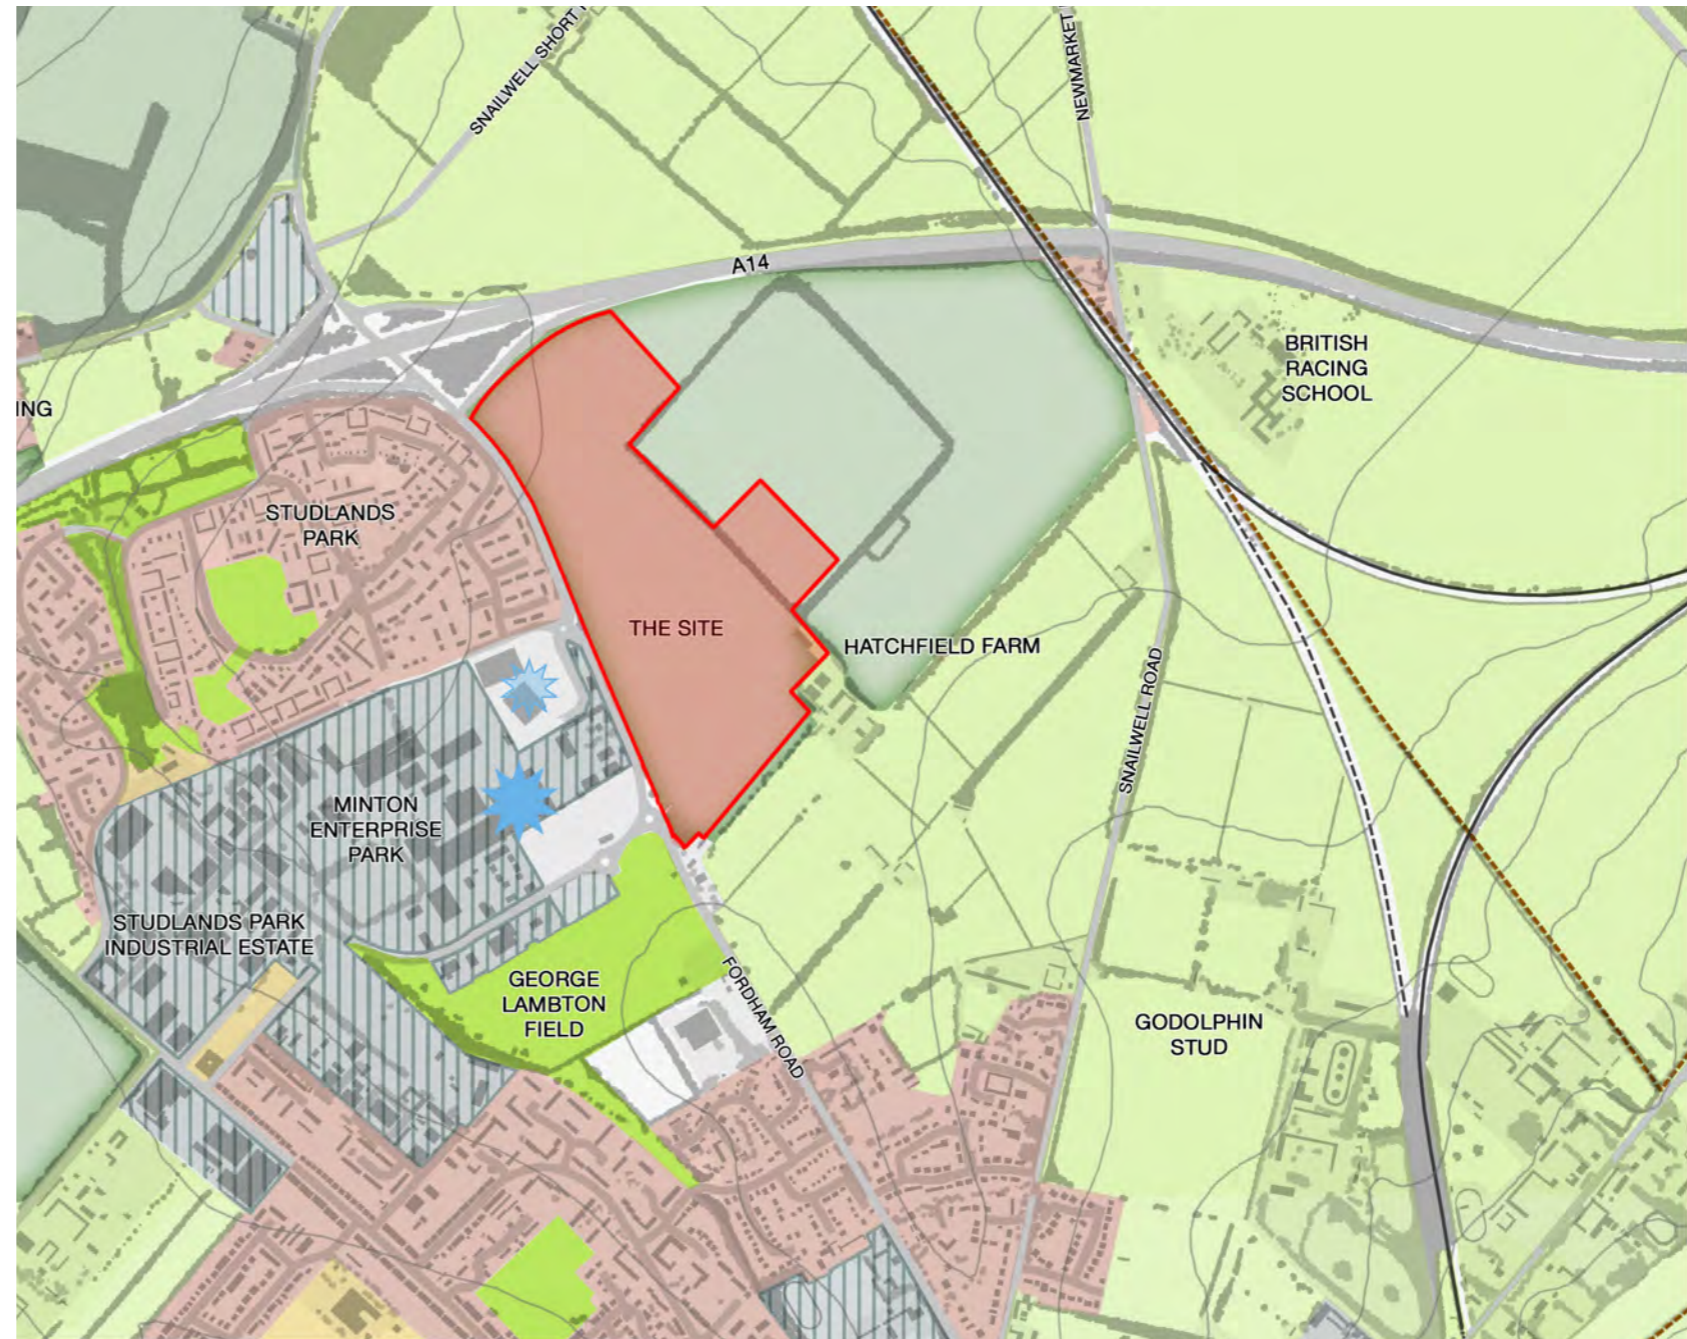 SNAILWELL SHORT
NEWMARKET
A14
BRITISH
RACING
SCHOOL
ING
STUDLANDS
PARK
THE SITE
HATCHFIELD FARM
SNAILWELL ROAD
MINTON
ENTERPRISE
PARK
STUDLANDS PARK
INDUSTRIAL ESTATE
GEORGE
LAMBTON
FIELD
FORDHAM ROAD
GODOLPHIN
STUD